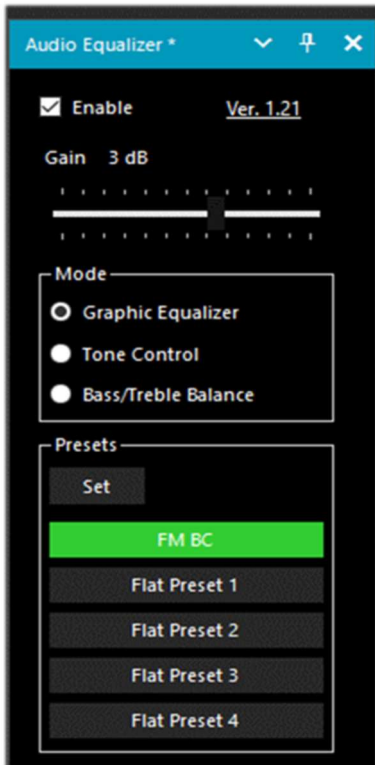 Audio Equalizer *
Enable Ver. 1.21
Gain 3 dB
Mode
Graphic Equalizer
Tone Control
Bass/Treble Balance
Presets
Set
FM BC
Flat Preset 1
Flat Preset 2
Flat Preset 3
Flat Preset 4